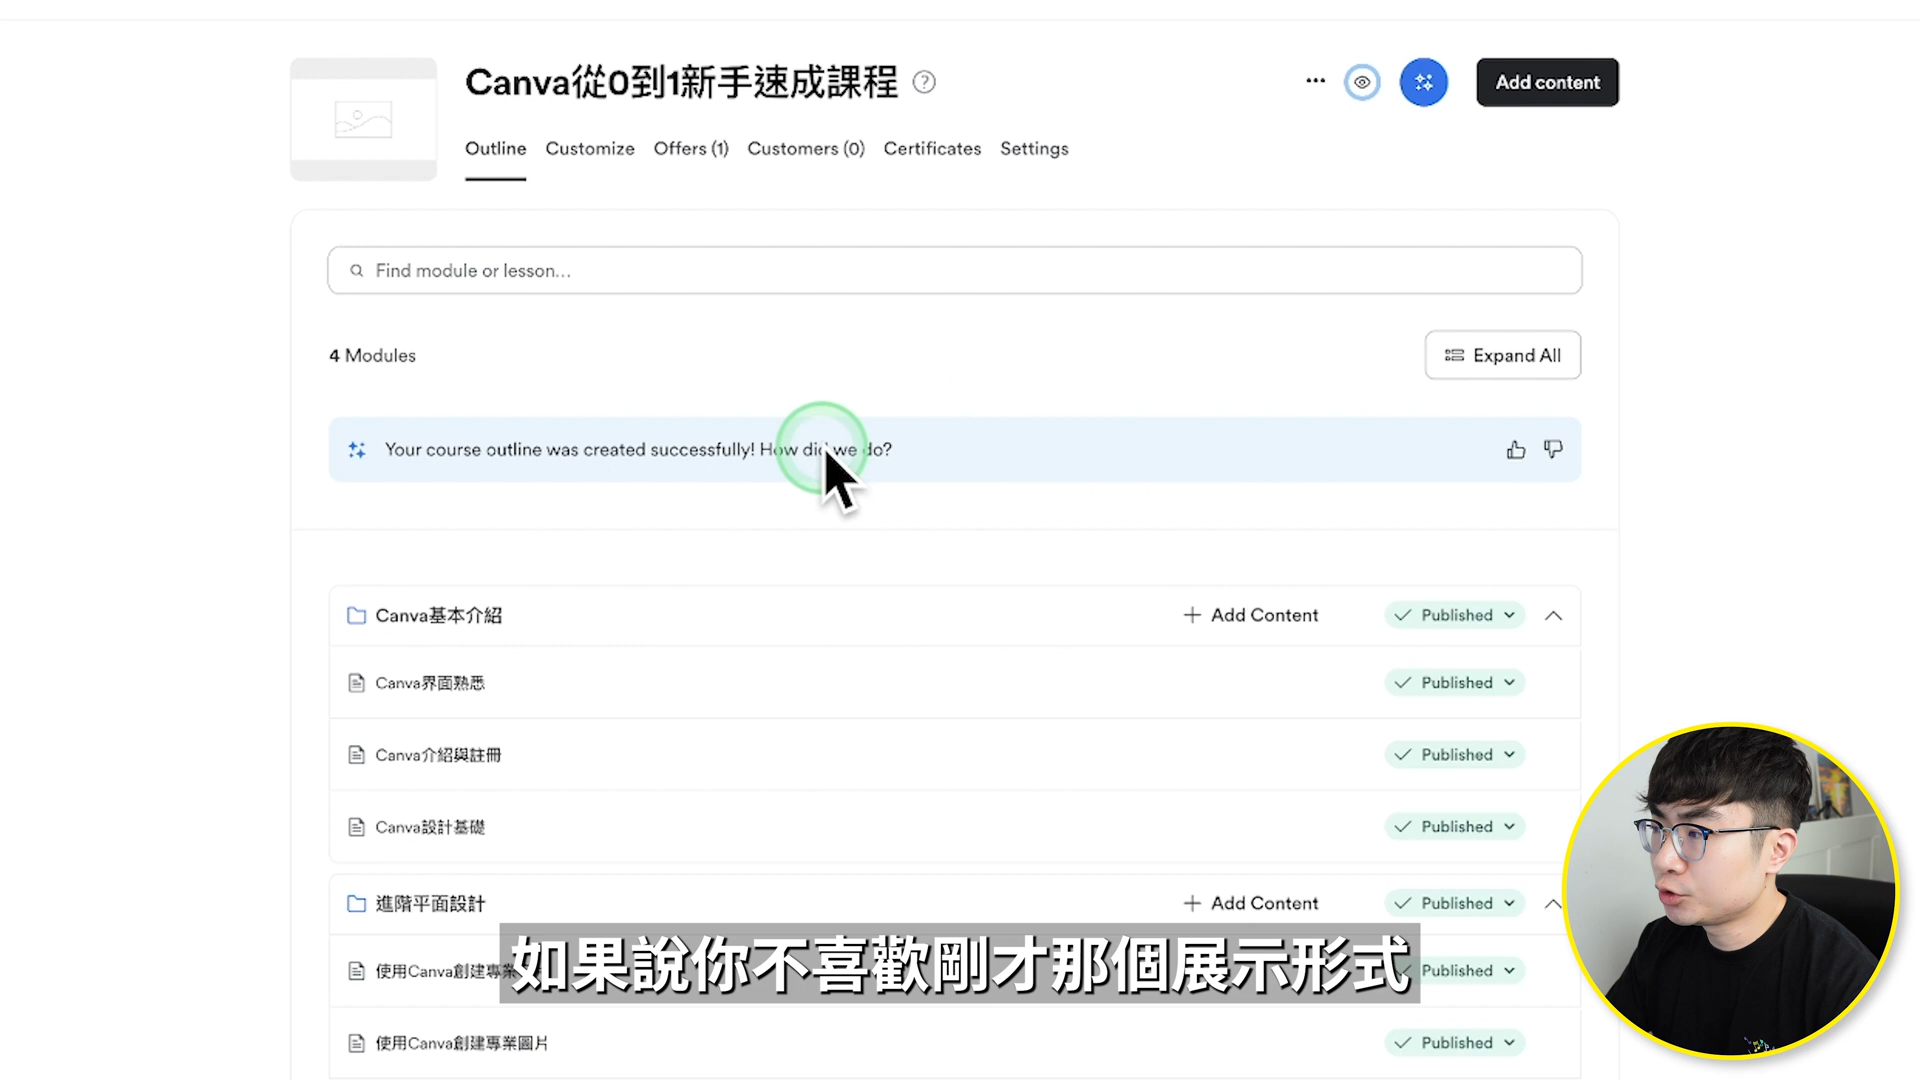 Canva從0到1新手速成課程
Add content
Outline Customize Offers (1) Customers (0) Certificates Settings
Find module or lesson...
4 Modules
Expand All
Your course outline was created successfully! How did we do?
Canva基本介紹
Add Content
Published
Canva界面熟悉
Published
Canva介紹與註冊
Published
Canva設計基礎
Published
進階平面設計
Add Content
Published
使用Canva創建專業
Published
如果說你不喜歡剛才那個展示形式
使用Canva創建專業圖片
Published